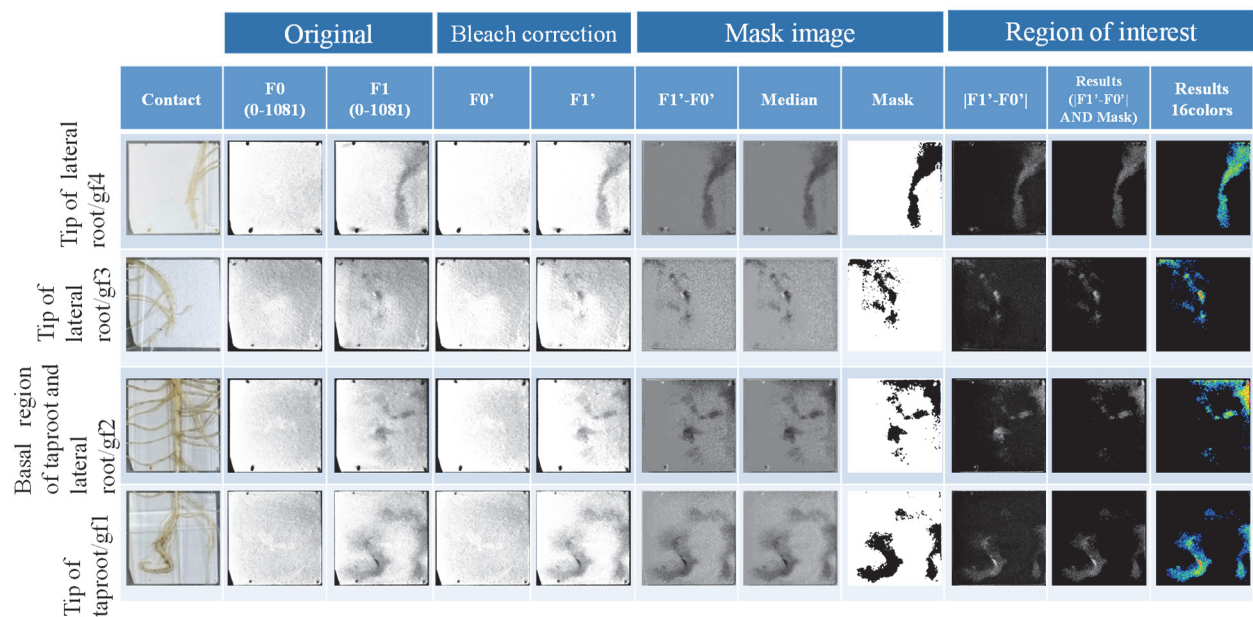 Original
Bleach correction
Mask image
Region of interest
Contact
F0
(0-1081)
F1
(0-1081)
F0’
F1’
F1’-F0’
Median
Mask
|F1’-F0’|
Results
(|F1’-F0’|
AND Mask)
Results
16colors
Tip of lateral
root/gf4
Tip of
lateral
root/gf3
Basal region
of taproot and
lateral
root/gf2
Tip of
taproot/gf1